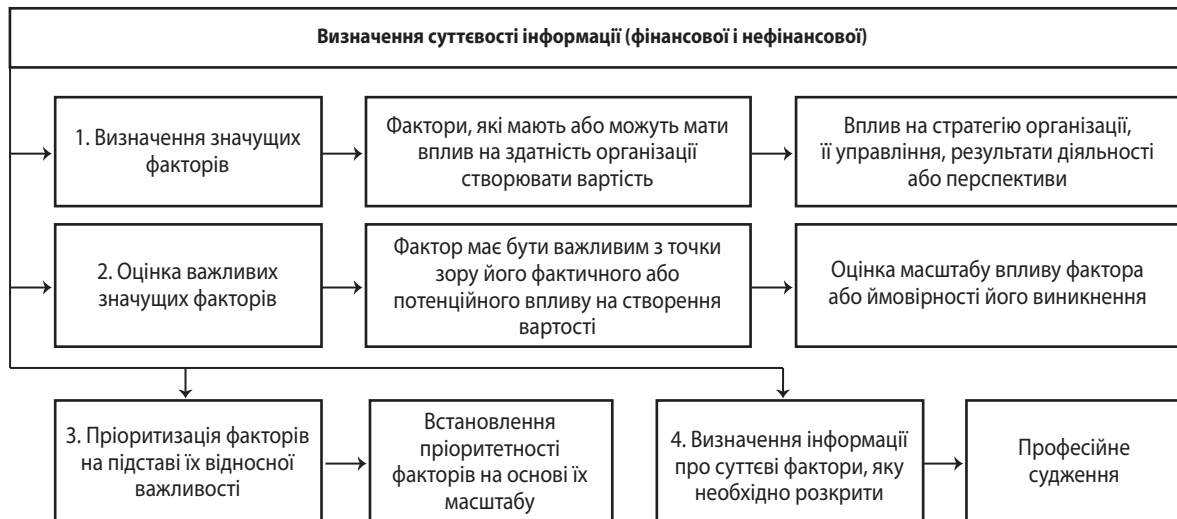 Визначення суттєвості інформації (фінансової і нефінансової)
1. Визначення значущих
факторів
Фактори, які мають або можуть мати
вплив на здатність організації
створювати вартість
Вплив на стратегію організації,
її управління, результати діяльності
або перспективи
2. Оцінка важливих
значущих факторів
Фактор має бути важливим з точки
зору його фактичного або
потенційного впливу на створення
вартості
Оцінка масштабу впливу фактора
або ймовірності його виникнення
3. Пріоритизація факторів
на підставі їх відносної
важливості
Встановлення
пріоритетності
факторів на основі їх
масштабу
4. Визначення інформації
про суттєві фактори, яку
необхідно розкрити
Професійне
судження